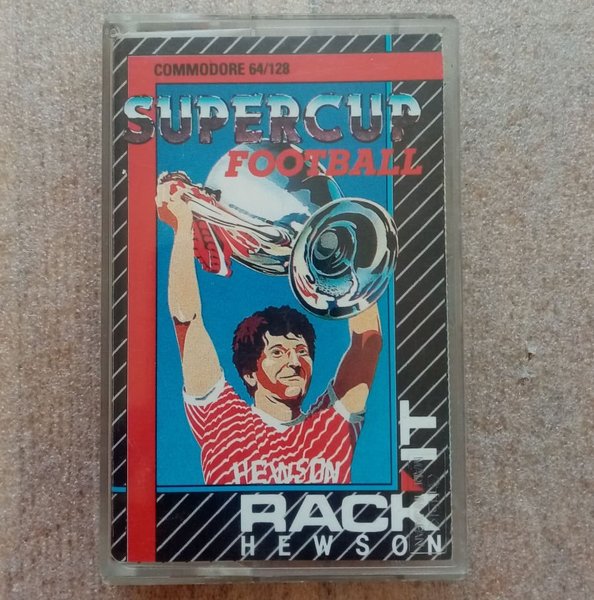 COMMODORE 64/128
SUPERCUP
FOOTBALL
HEWSON
RACK
IT
HEWSON